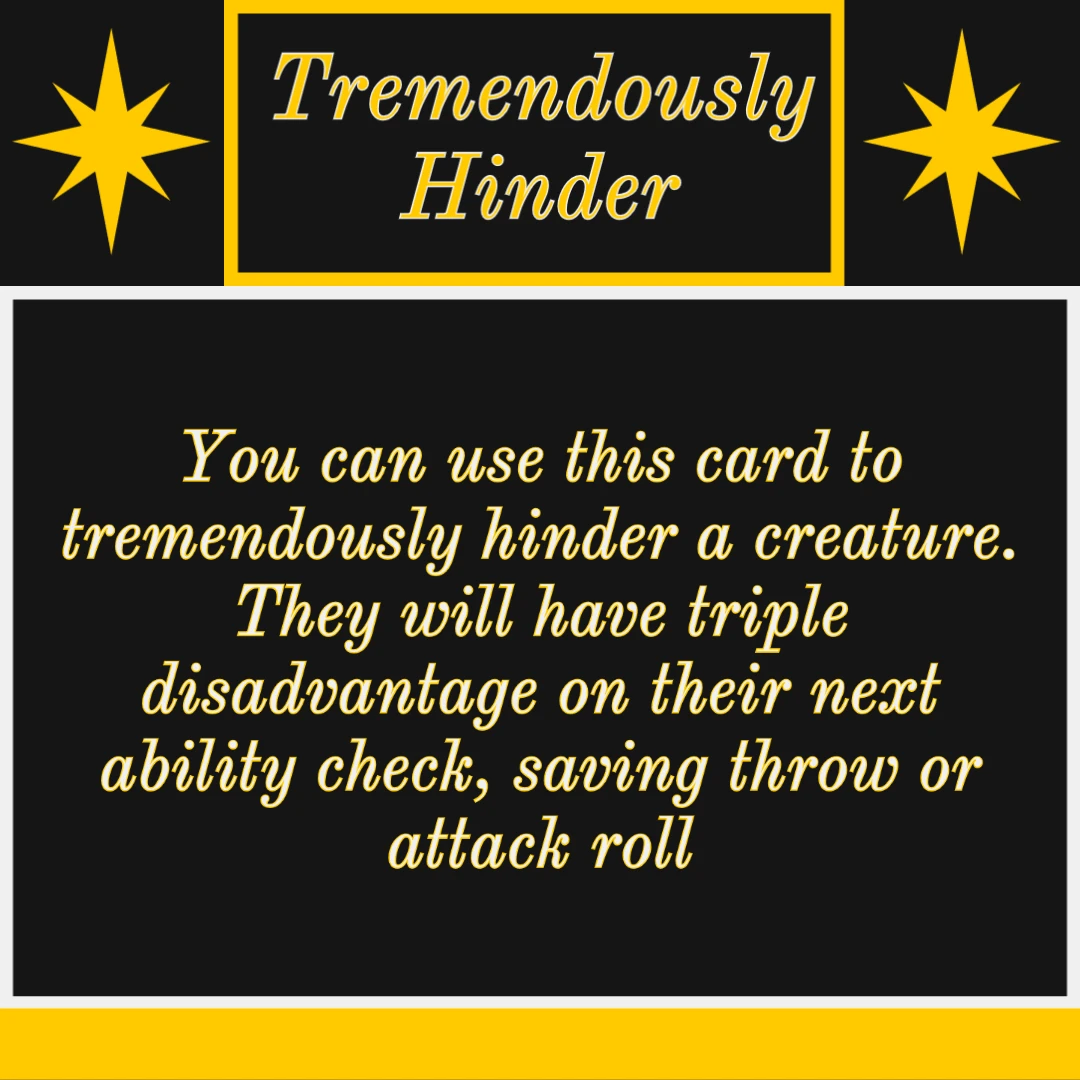 Tremendously
Hinder
You can use this card to
tremendously hinder a creature.
They will have triple
disadvantage on their next
ability check, saving throw or
attack roll